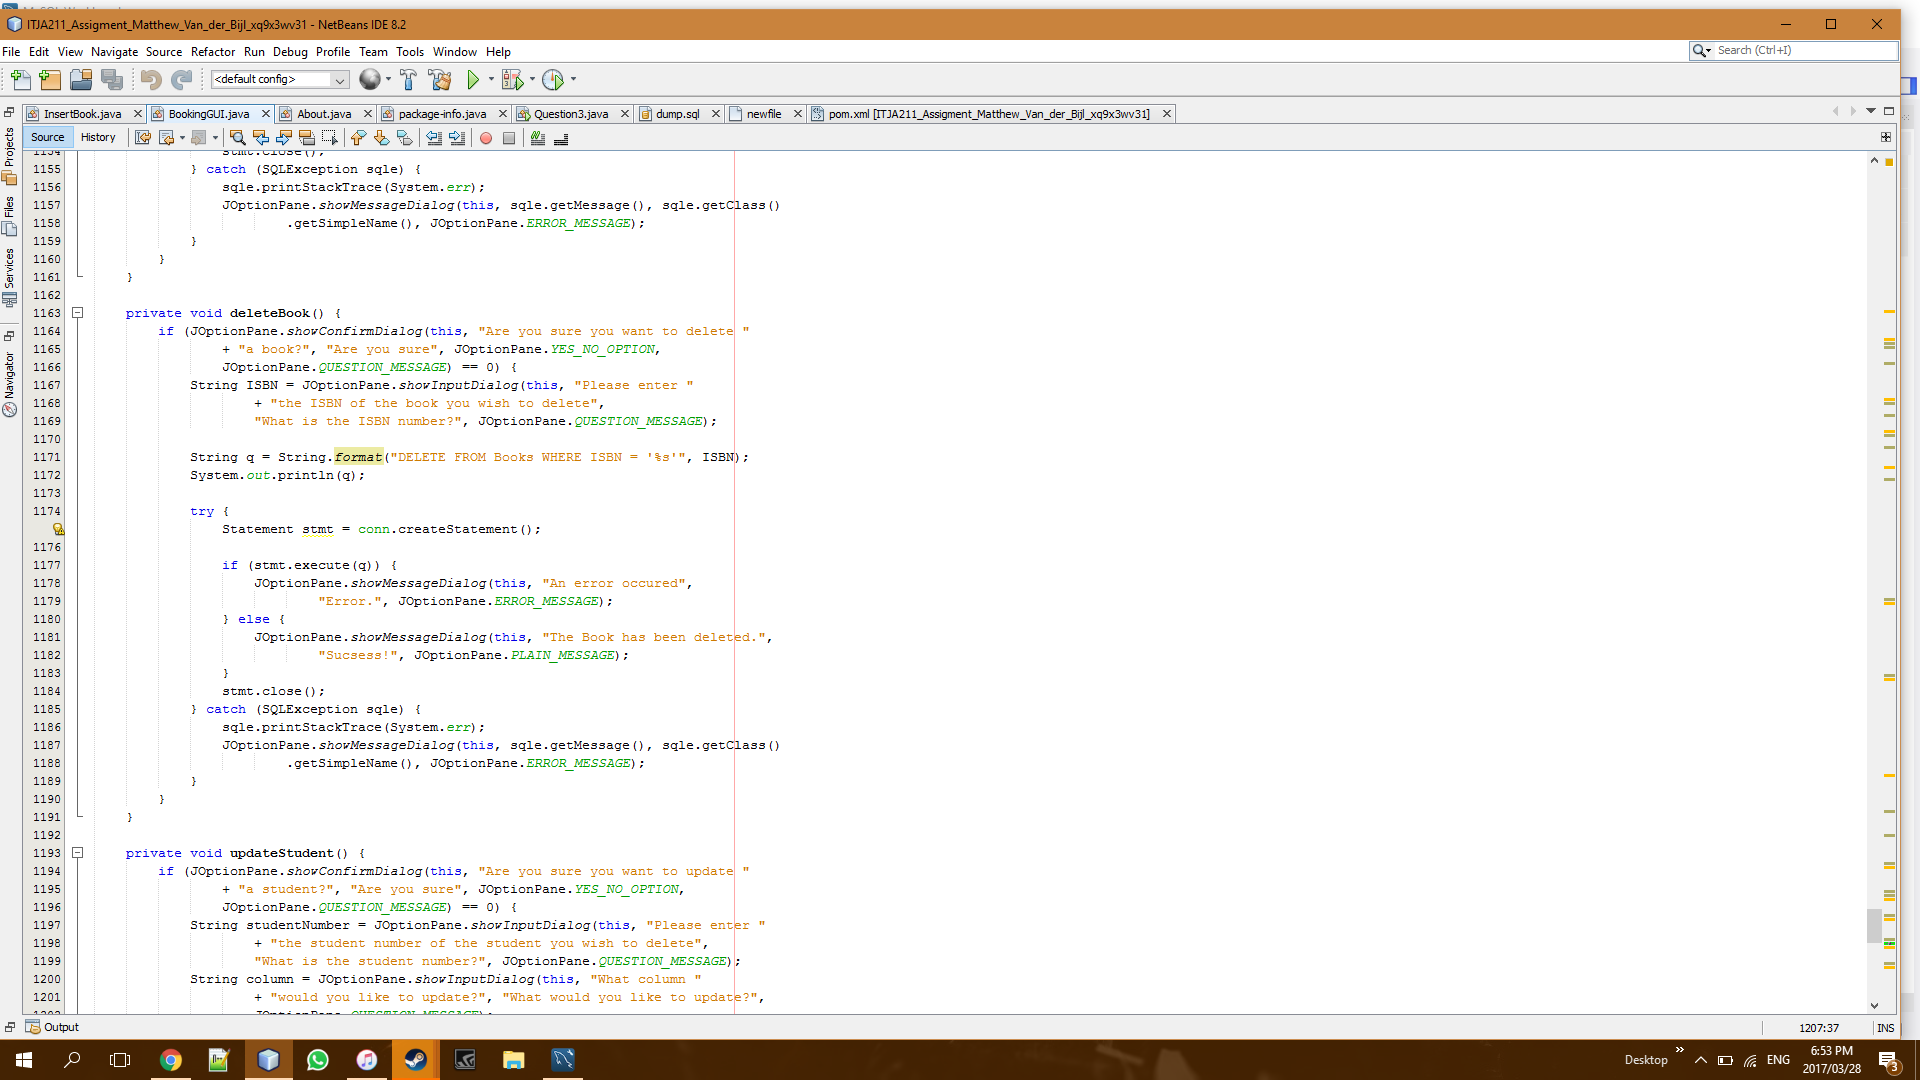 ITJA211_Assigment_Matthew_Van_der_Bijl_xq9x3wv31 - NetBeans IDE 8.2
File Edit View Navigate Source Refactor Run Debug Profile Team Tools Window Help
Search (Ctrl+I)
<default config>
InsertBook.java BookingGUI.java About.java package-info.java Question3.java dump.sql newfile pom.xml [ITJA211_Assigment_Matthew_Van_der_Bijl_xq9x3wv31]
Source History
Projects
Files
Services
Navigator
1154 stmt.close();
1155 } catch (SQLException sqle) {
1156 sqle.printStackTrace(System.err);
1157 JOptionPane.showMessageDialog(this, sqle.getMessage(), sqle.getClass()
1158 .getSimpleName(), JOptionPane.ERROR_MESSAGE);
1159 }
1160 }
1161 }
1162
1163 private void deleteBook() {
1164 if (JOptionPane.showConfirmDialog(this, "Are you sure you want to delete "
1165 + "a book?", "Are you sure", JOptionPane.YES_NO_OPTION,
1166 JOptionPane.QUESTION_MESSAGE) == 0) {
1167 String ISBN = JOptionPane.showInputDialog(this, "Please enter "
1168 + "the ISBN of the book you wish to delete",
1169 "What is the ISBN number?", JOptionPane.QUESTION_MESSAGE);
1170
1171 String q = String.format("DELETE FROM Books WHERE ISBN = '%s'", ISBN);
1172 System.out.println(q);
1173
1174 try {
Statement stmt = conn.createStatement();
1176
1177 if (stmt.execute(q)) {
1178 JOptionPane.showMessageDialog(this, "An error occured",
1179 "Error.", JOptionPane.ERROR_MESSAGE);
1180 } else {
1181 JOptionPane.showMessageDialog(this, "The Book has been deleted.",
1182 "Sucsess!", JOptionPane.PLAIN_MESSAGE);
1183 }
1184 stmt.close();
1185 } catch (SQLException sqle) {
1186 sqle.printStackTrace(System.err);
1187 JOptionPane.showMessageDialog(this, sqle.getMessage(), sqle.getClass()
1188 .getSimpleName(), JOptionPane.ERROR_MESSAGE);
1189 }
1190 }
1191 }
1192
1193 private void updateStudent() {
1194 if (JOptionPane.showConfirmDialog(this, "Are you sure you want to update "
1195 + "a student?", "Are you sure", JOptionPane.YES_NO_OPTION,
1196 JOptionPane.QUESTION_MESSAGE) == 0) {
1197 String studentNumber = JOptionPane.showInputDialog(this, "Please enter "
1198 + "the student number of the student you wish to delete",
1199 "What is the student number?", JOptionPane.QUESTION_MESSAGE);
1200 String column = JOptionPane.showInputDialog(this, "What column "
1201 + "would you like to update?", "What would you like to update?",
1202 JOptionPane.QUESTION_MESSAGE);
Output
1207:37 INS
Desktop ENG 6:53 PM
2017/03/28
3